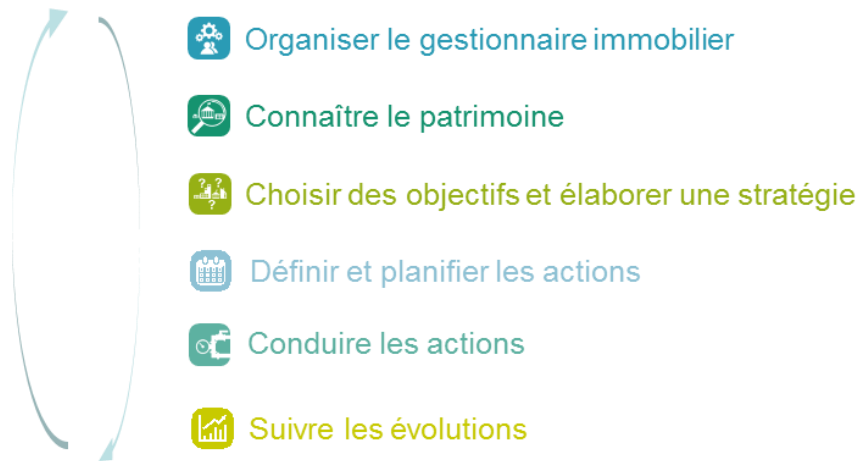 Organiser le gestionnaire immobilier
Connaître le patrimoine
Choisir des objectifs et élaborer une stratégie
Définir et planifier les actions
Conduire les actions
Suivre les évolutions